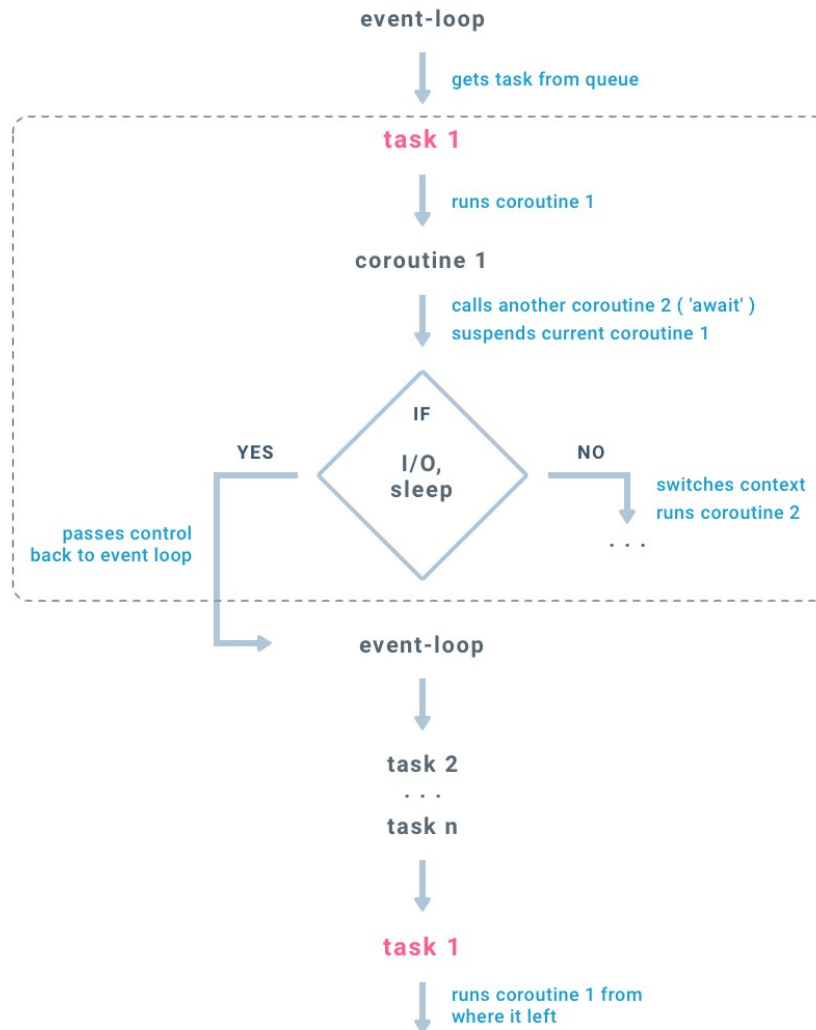 event-loop
gets task from queue
task 1
runs coroutine 1
coroutine 1
calls another coroutine 2 ( 'await' )
suspends current coroutine 1
IF
YES
NO
I/O,
sleep
switches context
runs coroutine 2
. . .
passes control
back to event loop
event-loop
task 2
. . .
task n
task 1
runs coroutine 1 from
where it left